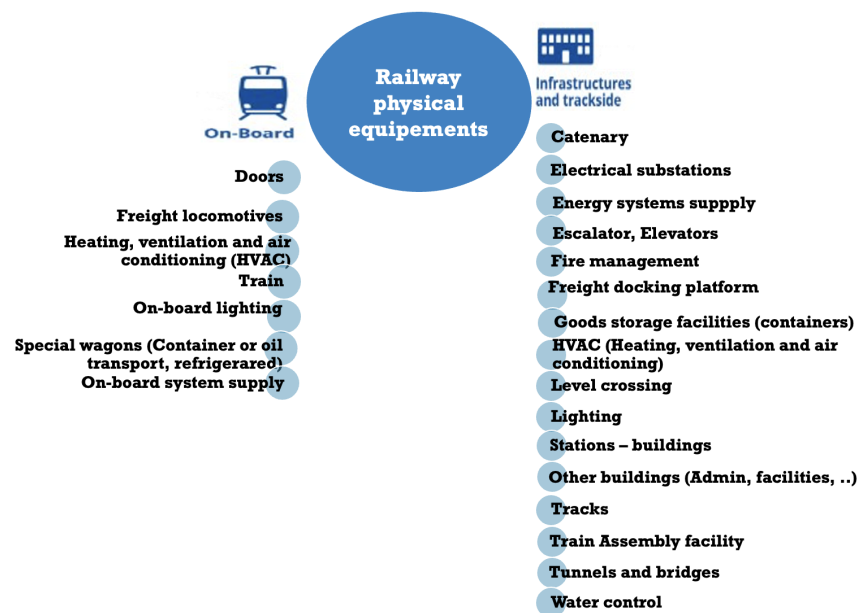 Railway
physical
equipements
On-Board
Doors
Freight locomotives
Heating, ventilation and air
conditioning (HVAC)
Train
On-board lighting
Special wagons (Container or oil
transport, refrigerared)
On-board system supply
Infrastructures
and trackside
Catenary
Electrical substations
Energy systems suppply
Escalator, Elevators
Fire management
Freight docking platform
Goods storage facilities (containers)
HVAC (Heating, ventilation and air
conditioning)
Level crossing
Lighting
Stations – buildings
Other buildings (Admin, facilities, ..)
Tracks
Train Assembly facility
Tunnels and bridges
Water control